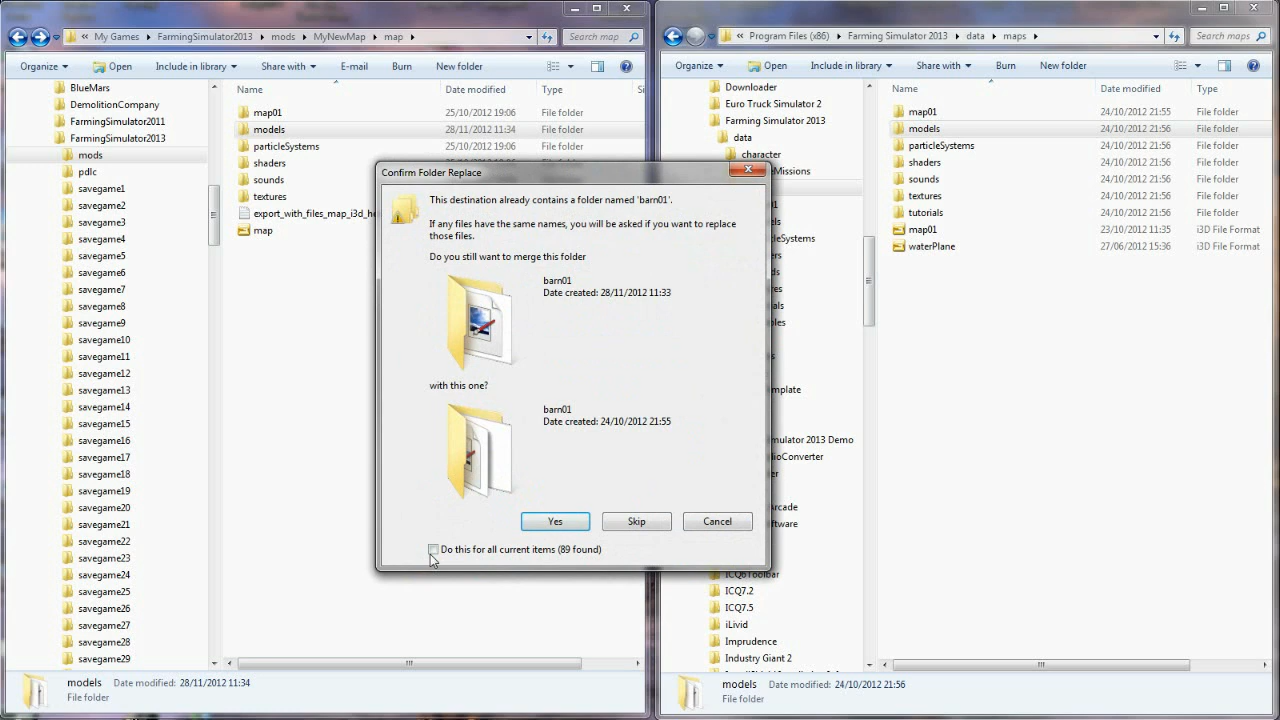 My Games
FarmingSimulator2013
mods
MyNewMap
map
Search map
Organize
Open
Include in library
Share with
E-mail
Burn
New folder
BlueMars
DemolitionCompany
FarmingSimulator2011
FarmingSimulator2013
mods
pdlc
savegame1
savegame2
savegame3
savegame4
savegame5
savegame6
savegame7
savegame8
savegame9
savegame10
savegame11
savegame12
savegame13
savegame14
savegame15
savegame16
savegame17
savegame18
savegame19
savegame20
savegame21
savegame22
savegame23
savegame24
savegame25
savegame26
savegame27
savegame28
savegame29
Name Date modified Type
map01 25/10/2012 19:06 File folder
models 28/11/2012 11:34 File folder
particleSystems 25/10/2012 19:06 File folder
shaders
sounds
textures
export_with_files_map_i3d_h
map
models Date modified: 28/11/2012 11:34
File folder
Confirm Folder Replace
This destination already contains a folder named 'barn01'.
If any files have the same names, you will be asked if you want to replace
those files.
Do you still want to merge this folder
barn01
Date created: 28/11/2012 11:33
with this one?
barn01
Date created: 24/10/2012 21:55
Yes
Skip
Cancel
Do this for all current items (89 found)
Program Files (x86)
Farming Simulator 2013
data
maps
Search maps
Organize
Open
Include in library
Share with
Burn
New folder
Downloader
Euro Truck Simulator 2
Farming Simulator 2013
data
character
Missions
mulator 2013 Demo
ICQ6Toolbar
ICQ7.2
ICQ7.5
iLivid
Imprudence
Industry Giant 2
Name Date modified Type
map01 24/10/2012 21:55 File folder
models 24/10/2012 21:56 File folder
particleSystems 24/10/2012 21:56 File folder
shaders 24/10/2012 21:56 File folder
sounds 24/10/2012 21:56 File folder
textures 24/10/2012 21:56 File folder
tutorials 24/10/2012 21:56 File folder
map01 23/10/2012 11:35 i3D File Format
waterPlane 27/06/2012 15:36 i3D File Format
models Date modified: 24/10/2012 21:56
File folder